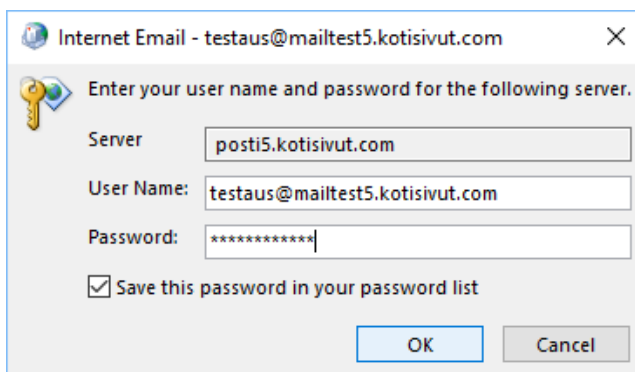 Internet Email - testaus@mailtest5.kotisivut.com
Enter your user name and password for the following server.
Server posti5.kotisivut.com
User Name: testaus@mailtest5.kotisivut.com
Password: ************
Save this password in your password list
OK Cancel